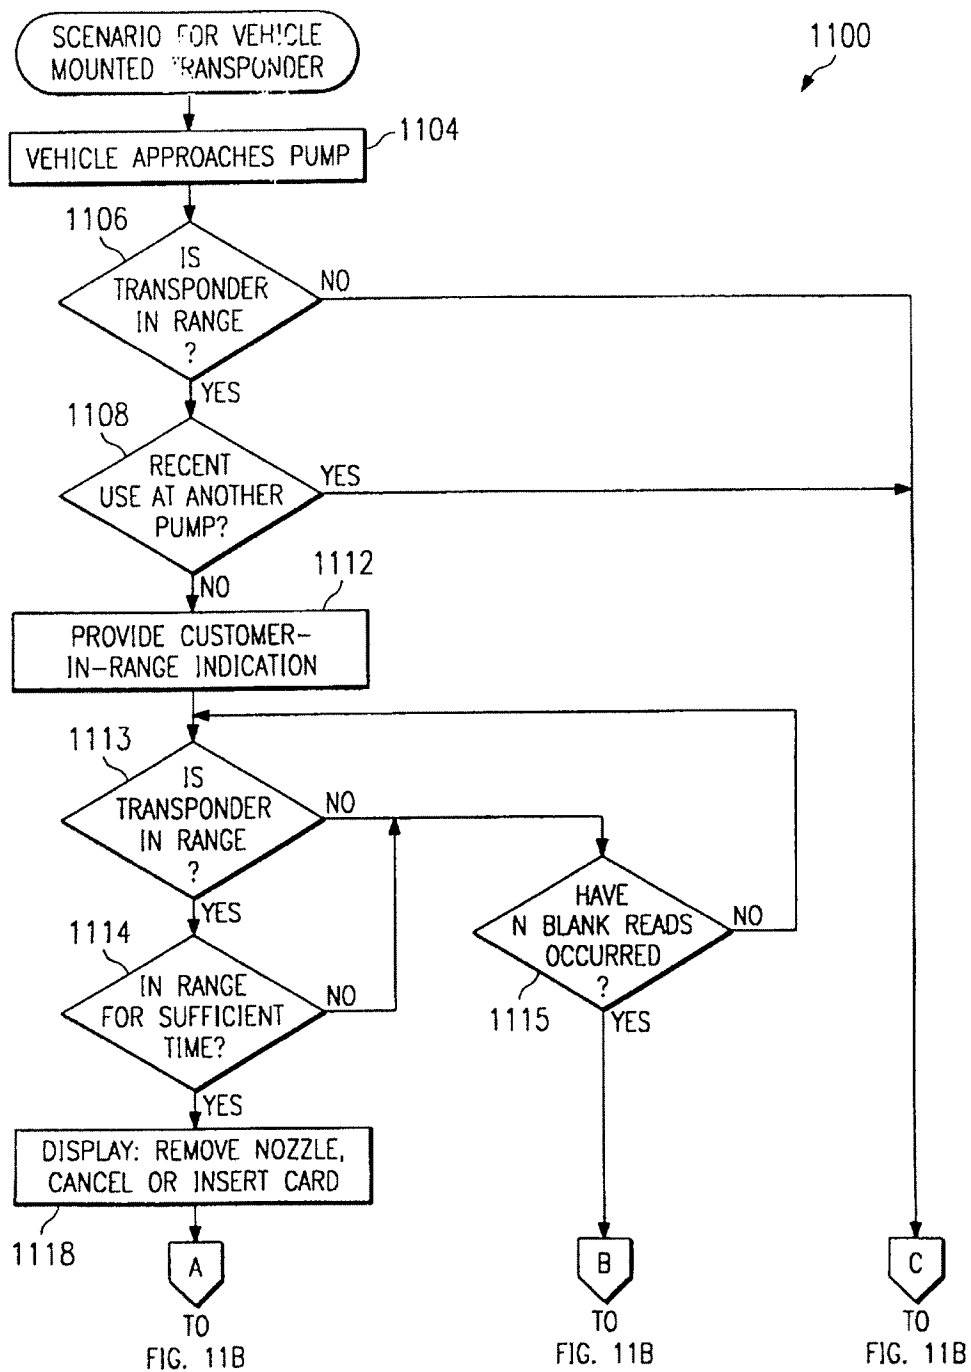 SCENARIO FOR VEHICLE
MOUNTED TRANSPONDER
1100
1104
VEHICLE APPROACHES PUMP
1106
IS
TRANSPONDER
IN RANGE
?
NO
YES
1108
RECENT
USE AT ANOTHER
PUMP?
YES
NO
1112
PROVIDE CUSTOMER-
IN-RANGE INDICATION
1113
IS
TRANSPONDER
IN RANGE
?
NO
YES
HAVE
N BLANK READS
OCCURRED
?
NO
1115
YES
1114
IN RANGE
FOR SUFFICIENT
TIME?
NO
YES
DISPLAY: REMOVE NOZZLE,
CANCEL OR INSERT CARD
1118
A
TO
FIG. 11B
B
TO
FIG. 11B
C
TO
FIG. 11B